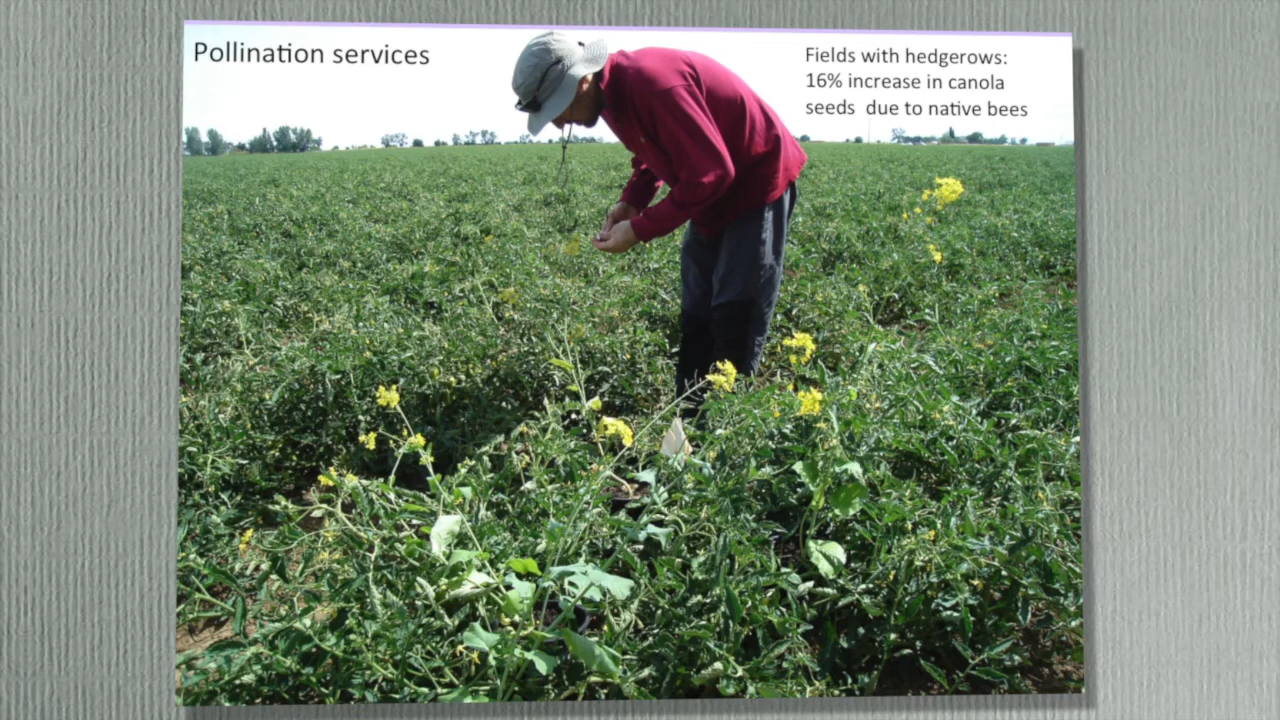 Pollination services
Fields with hedgerows:
16% increase in canola
seeds due to native bees